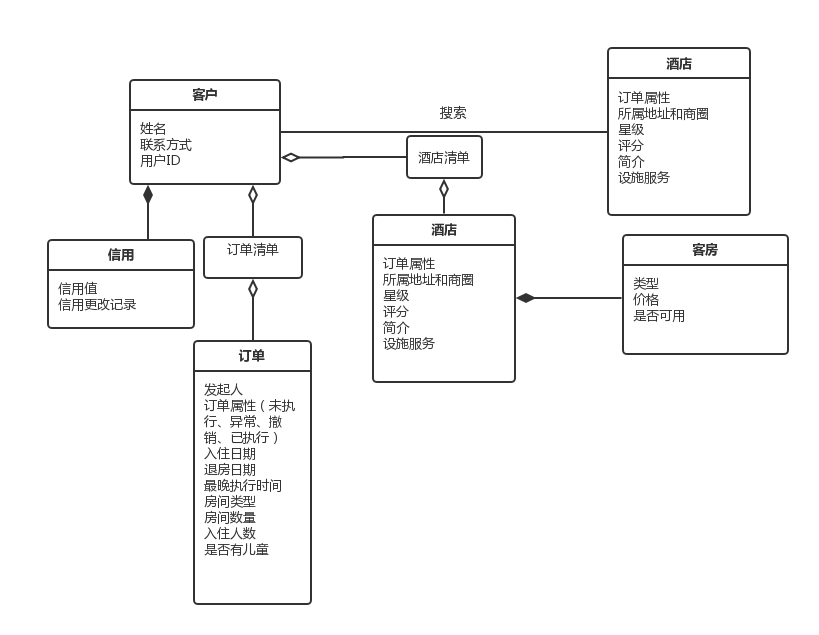 客户
姓名
联系方式
用户ID
搜索
酒店
订单属性
所属地址和商圈
星级
评分
简介
设施服务
酒店清单
信用
信用值
信用更改记录
订单清单
酒店
订单属性
所属地址和商圈
星级
评分
简介
设施服务
客房
类型
价格
是否可用
订单
发起人
订单属性（未执
行、异常、撤
销、已执行）
入住日期
退房日期
最晚执行时间
房间类型
房间数量
入住人数
是否有儿童